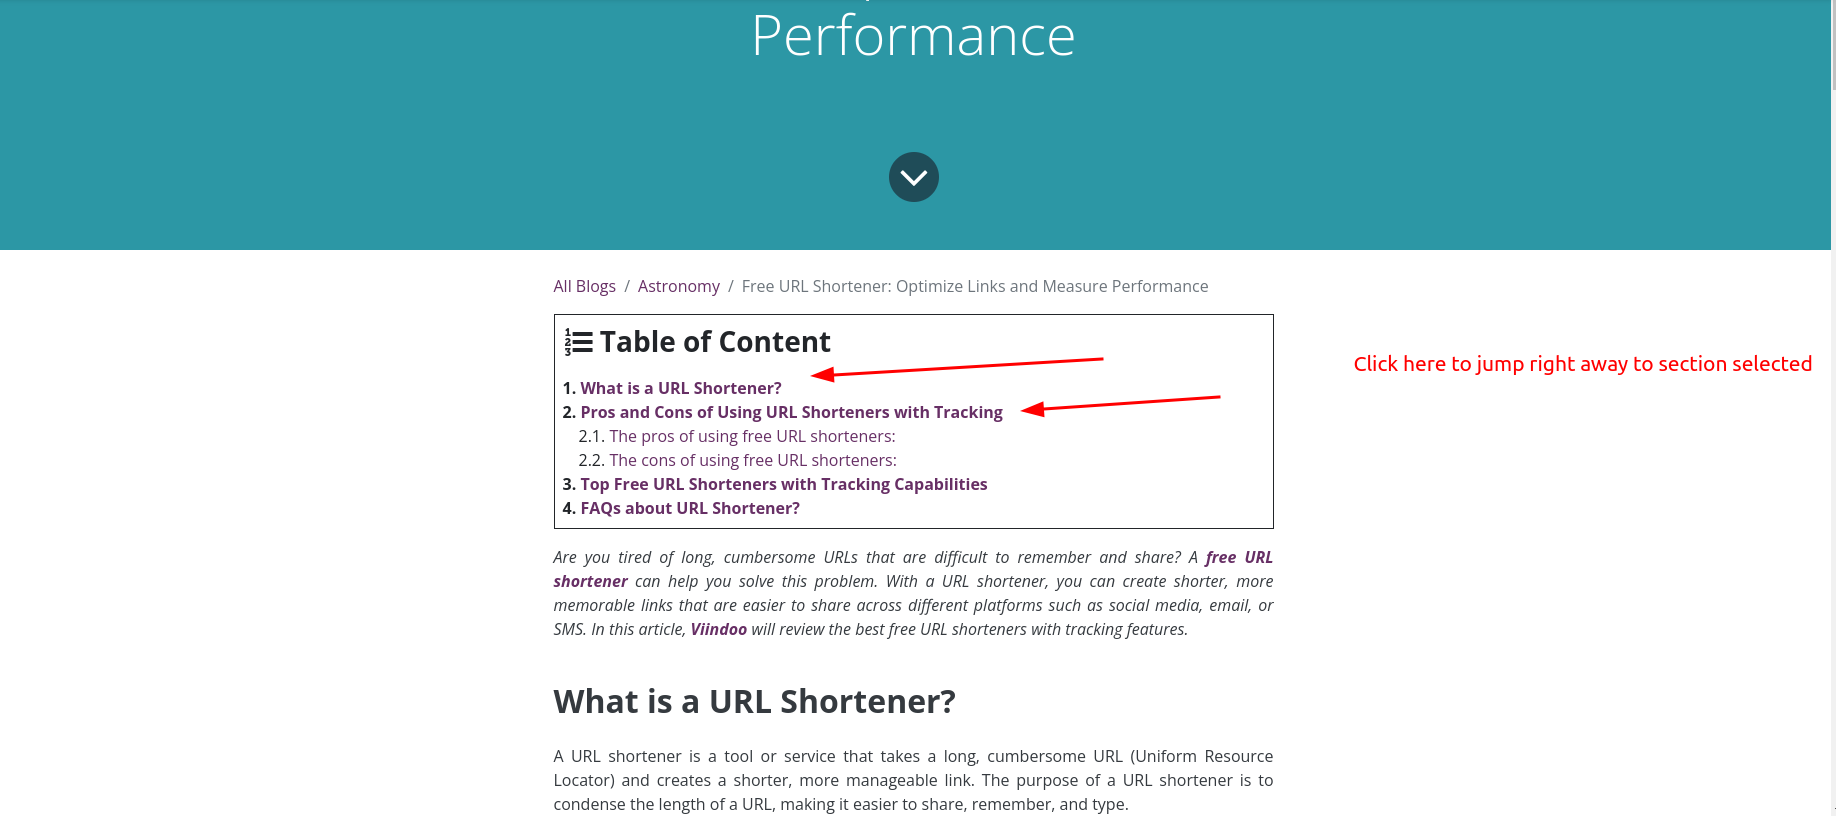 Performance
All Blogs / Astronomy / Free URL Shortener: Optimize Links and Measure Performance
1 2 3 Table of Content
Click here to jump right away to section selected
1. What is a URL Shortener?
2. Pros and Cons of Using URL Shorteners with Tracking
2.1. The pros of using free URL shorteners:
2.2. The cons of using free URL shorteners:
3. Top Free URL Shorteners with Tracking Capabilities
4. FAQs about URL Shortener?
Are you tired of long, cumbersome URLs that are difficult to remember and share? A free URL
shortener can help you solve this problem. With a URL shortener, you can create shorter, more
memorable links that are easier to share across different platforms such as social media, email, or
SMS. In this article, Viindoo will review the best free URL shorteners with tracking features.
What is a URL Shortener?
A URL shortener is a tool or service that takes a long, cumbersome URL (Uniform Resource
Locator) and creates a shorter, more manageable link. The purpose of a URL shortener is to
condense the length of a URL, making it easier to share, remember, and type.